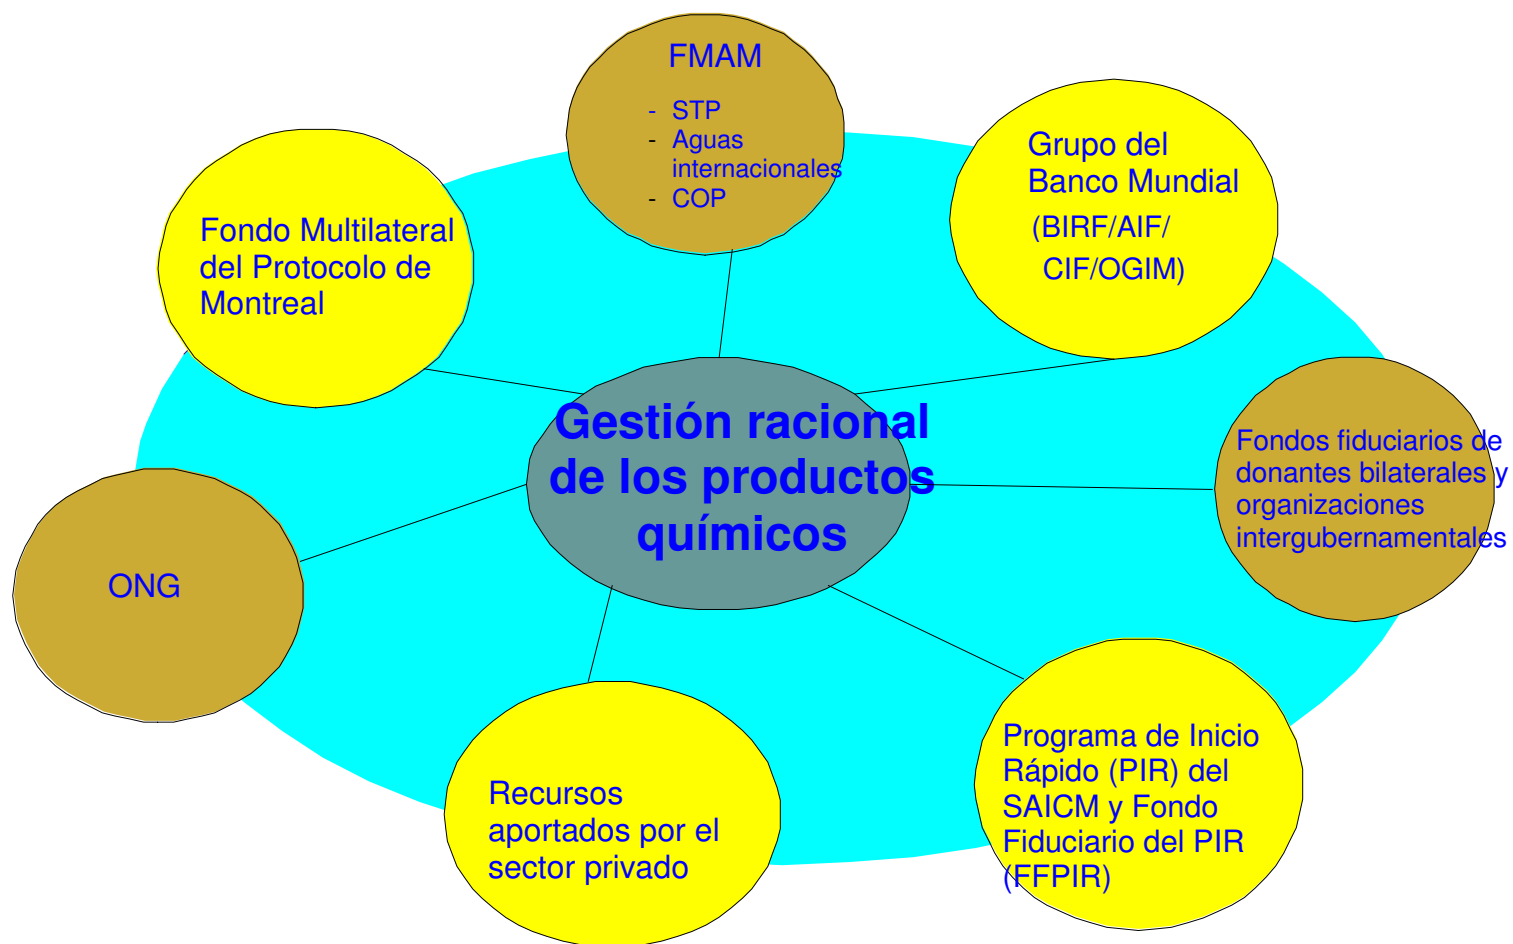 FMAM
- STP
- Aguas
internacionales
- COP
Grupo del
Banco Mundial
(BIRF/AIF/
CIF/OGIM)
Fondo Multilateral
del Protocolo de
Montreal
Gestión racional
de los productos
químicos
Fondos fiduciarios de
donantes bilaterales y
organizaciones
intergubernamentales
ONG
Programa de Inicio
Rápido (PIR) del
SAICM y Fondo
Fiduciario del PIR
(FFPIR)
Recursos
aportados por el
sector privado